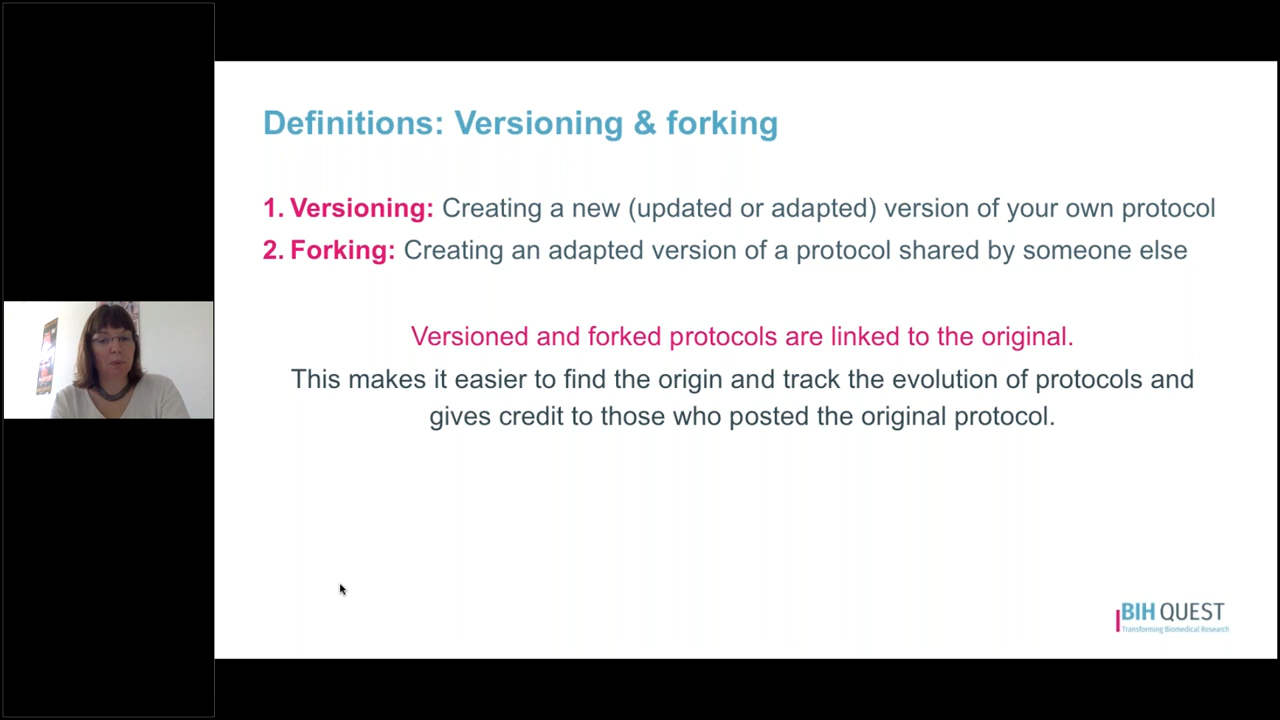 Definitions: Versioning & forking
1. Versioning: Creating a new (updated or adapted) version of your own protocol
2. Forking: Creating an adapted version of a protocol shared by someone else
Versioned and forked protocols are linked to the original.
This makes it easier to find the origin and track the evolution of protocols and
gives credit to those who posted the original protocol.
BIH QUEST
Transforming Biomedical Research